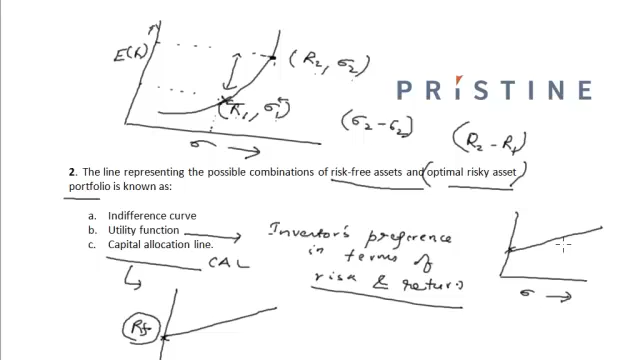 E(r)
(R2, σ2)
(R1, σ1)
σ
PRISTINE
(σ2 - σ2)
(R2 - R1)
2. The line representing the possible combinations of risk-free assets and (optimal risky asset)
portfolio is known as:
a. Indifference curve
b. Utility function
c. Capital allocation line.
CAL
Investor's preference
in terms of
risk & return
σ
Rf